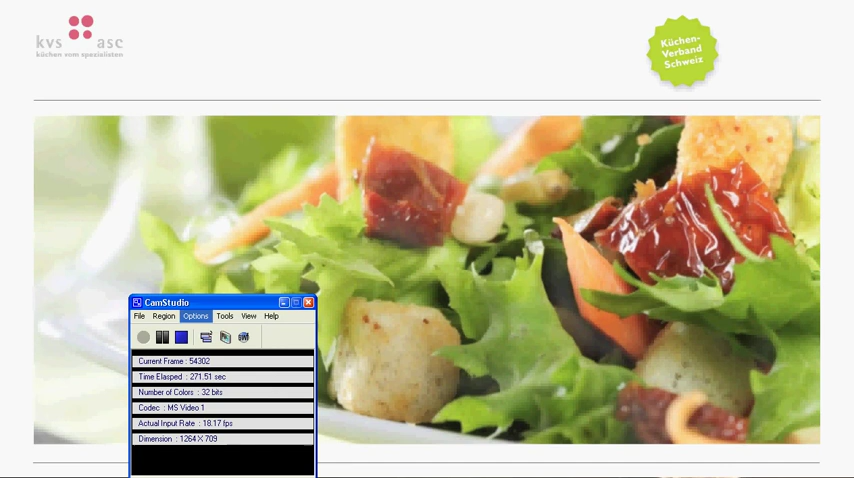 kvs asc
küchen vom spezialisten
Küchen-
Verband
Schweiz
CamStudio
File Region Options Tools View Help
Current Frame : 54302
Time Elasped : 271.51 sec
Number of Colors : 32 bits
Codec : MS Video 1
Actual Input Rate : 18.17 fps
Dimension : 1264 X 709